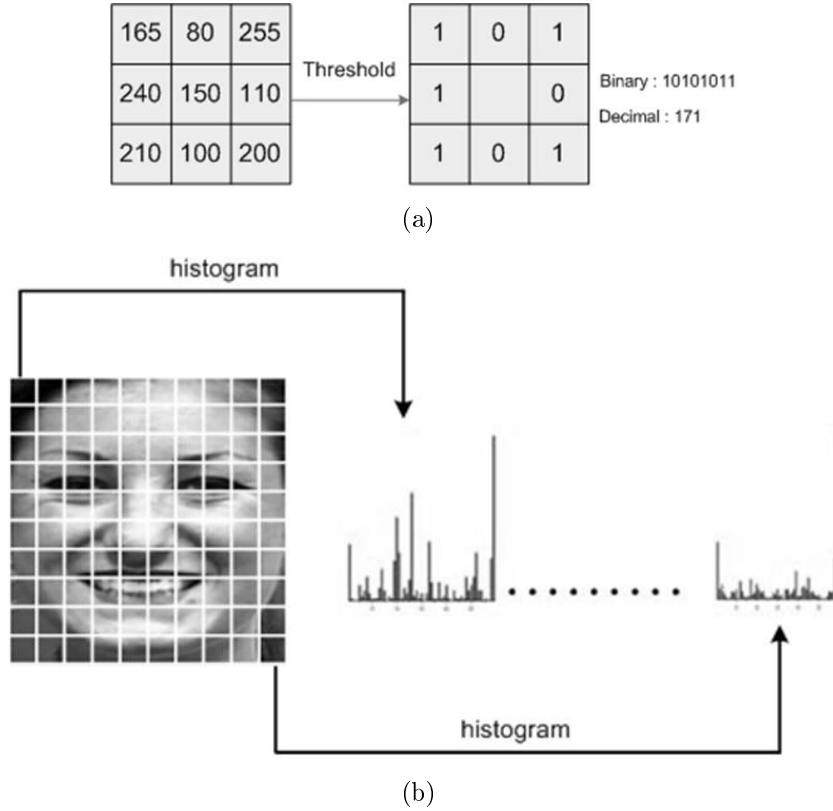 165 80 255
240 150 110
210 100 200
Threshold
1 0 1
1 0
1 0 1
Binary : 10101011
Decimal : 171
(a)
histogram
histogram
(b)